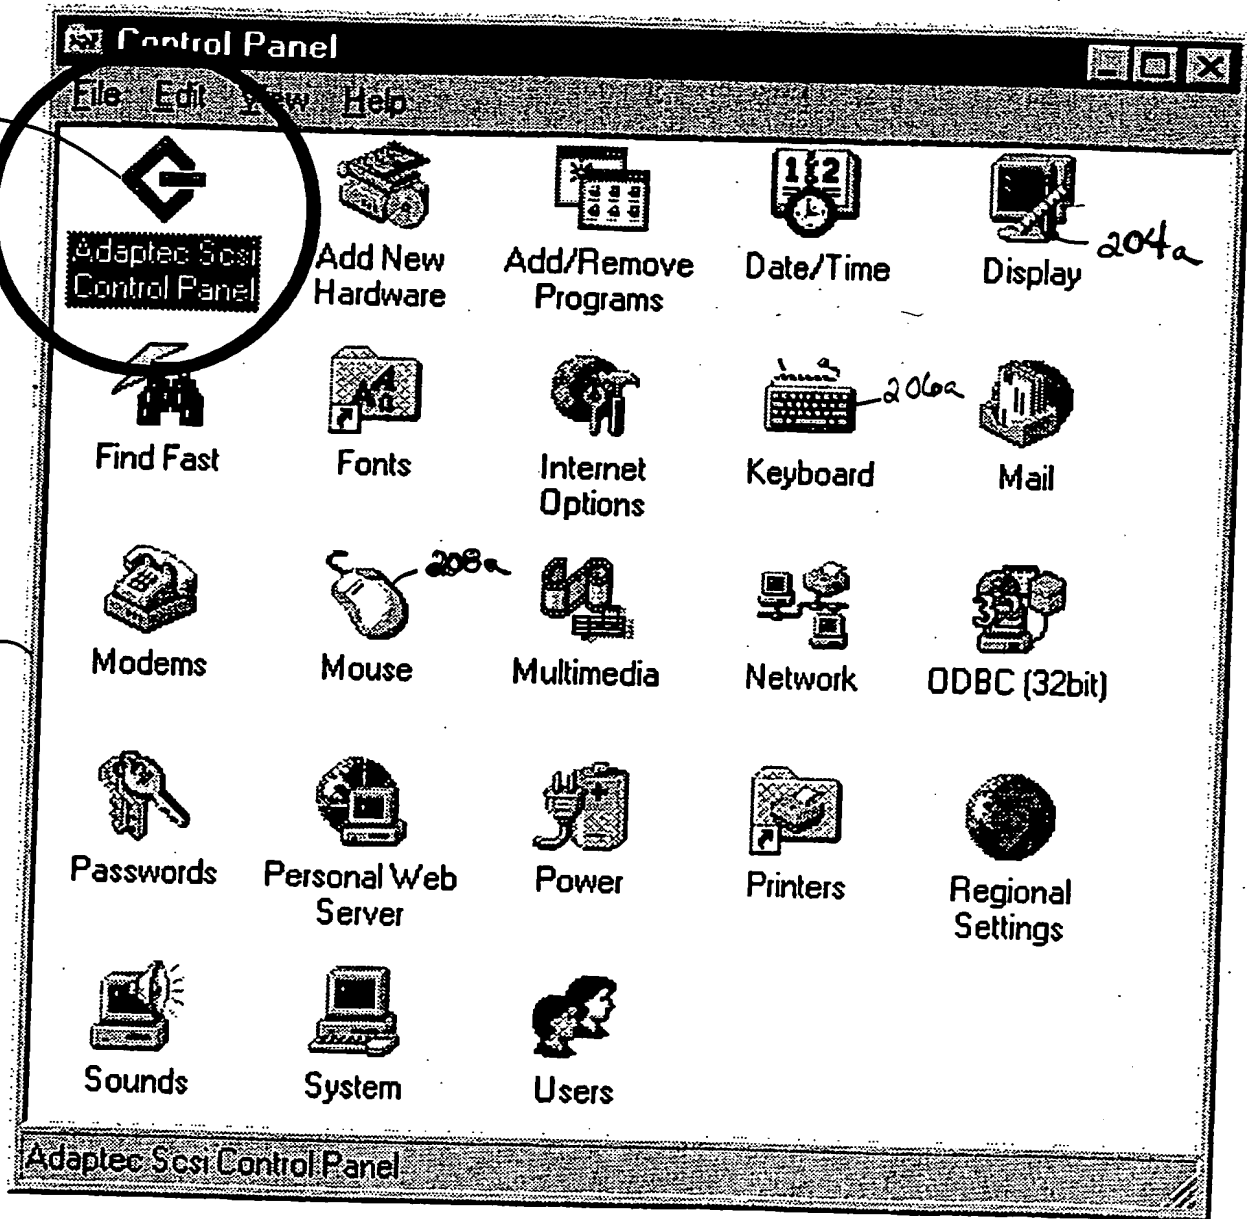 Control Panel
File Edit View Help
Adaptec Scsi
Control Panel
Add New
Hardware
Add/Remove
Programs
12
Date/Time
Display
204a
Find Fast
Fonts
Internet
Options
Keyboard
206a
Mail
Modems
Mouse
208a
Multimedia
Network
32
ODBC (32bit)
Passwords
Personal Web
Server
Power
Printers
Regional
Settings
Sounds
System
Users
Adaptec Scsi Control Panel